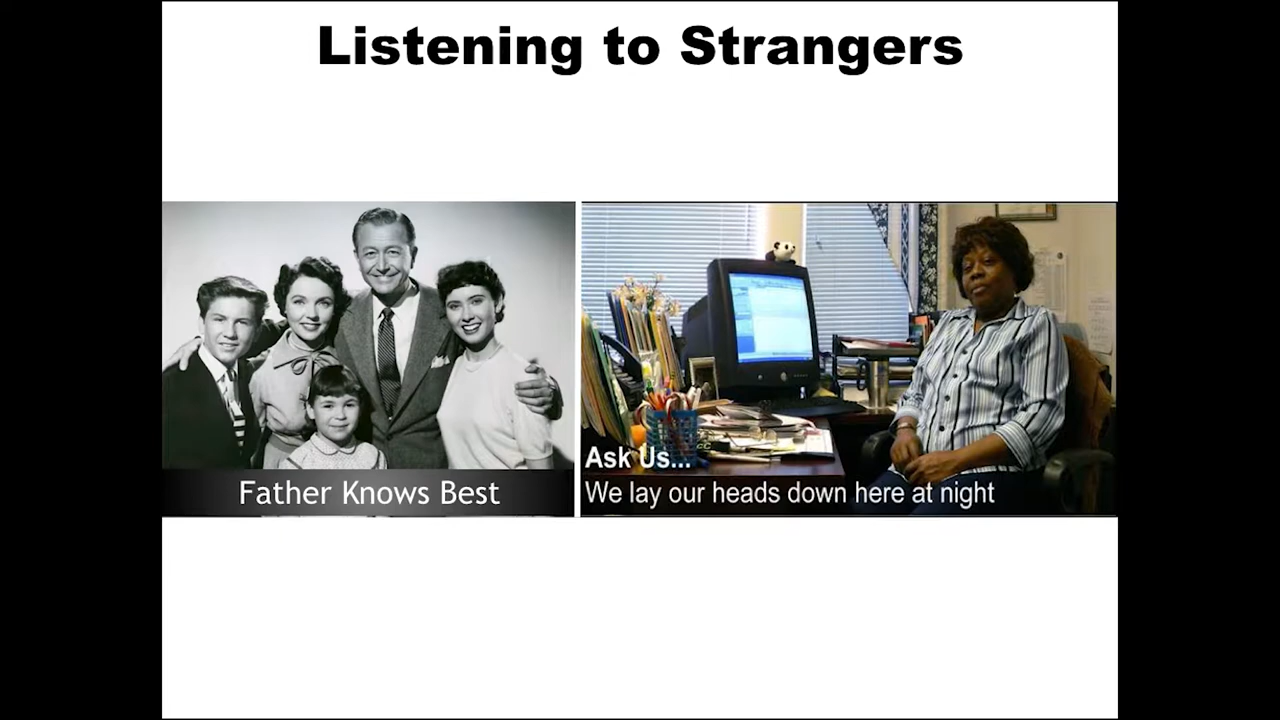 Listening to Strangers
Father Knows Best
Ask Us...
We lay our heads down here at night